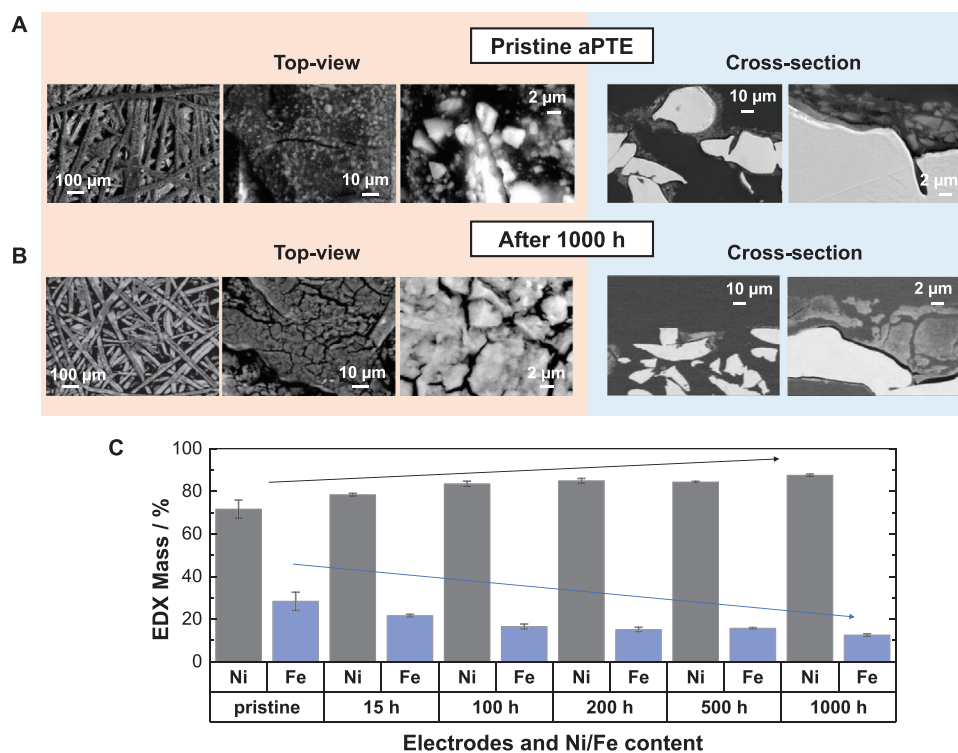 A
Pristine aPTE
Top-view
Cross-section
100 µm
10 µm
2 µm
10 µm
2 µm
B
After 1000 h
Top-view
Cross-section
100 µm
10 µm
2 µm
10 µm
2 µm
C
EDX Mass / %
100
80
60
40
20
0
Ni Fe Ni Fe Ni Fe Ni Fe Ni Fe Ni Fe
pristine 15 h 100 h 200 h 500 h 1000 h
Electrodes and Ni/Fe content